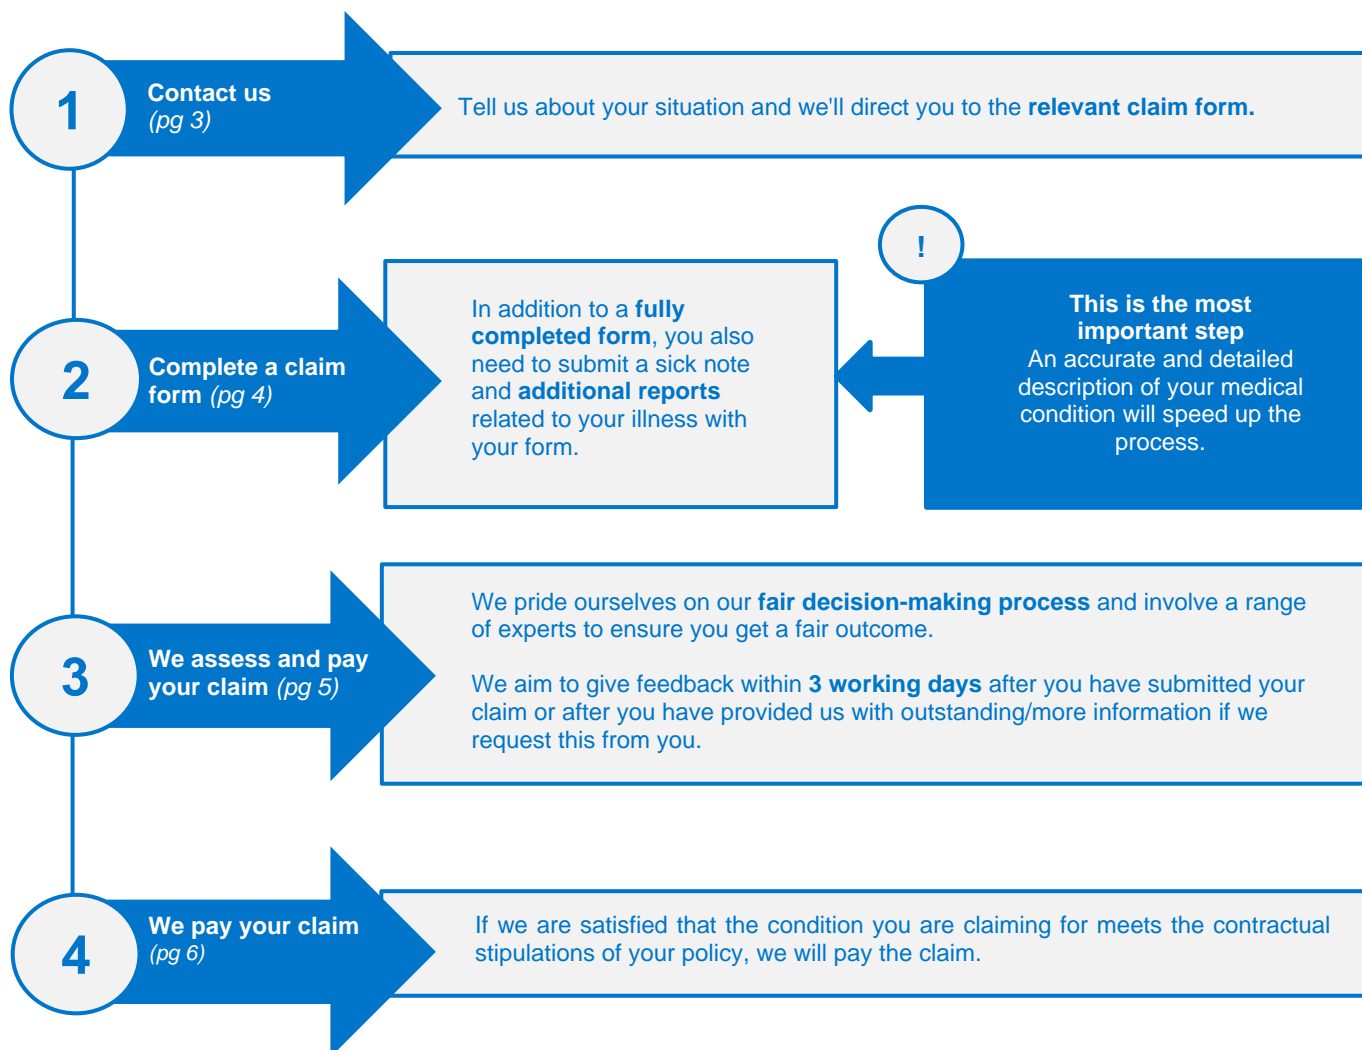 1
Contact us
(pg 3)
Tell us about your situation and we'll direct you to the relevant claim form.
2
Complete a claim
form (pg 4)
In addition to a fully
completed form, you also
need to submit a sick note
and additional reports
related to your illness with
your form.
!
This is the most
important step
An accurate and detailed
description of your medical
condition will speed up the
process.
3
We assess and pay
your claim (pg 5)
We pride ourselves on our fair decision-making process and involve a range
of experts to ensure you get a fair outcome.
We aim to give feedback within 3 working days after you have submitted your
claim or after you have provided us with outstanding/more information if we
request this from you.
4
We pay your claim
(pg 6)
If we are satisfied that the condition you are claiming for meets the contractual
stipulations of your policy, we will pay the claim.